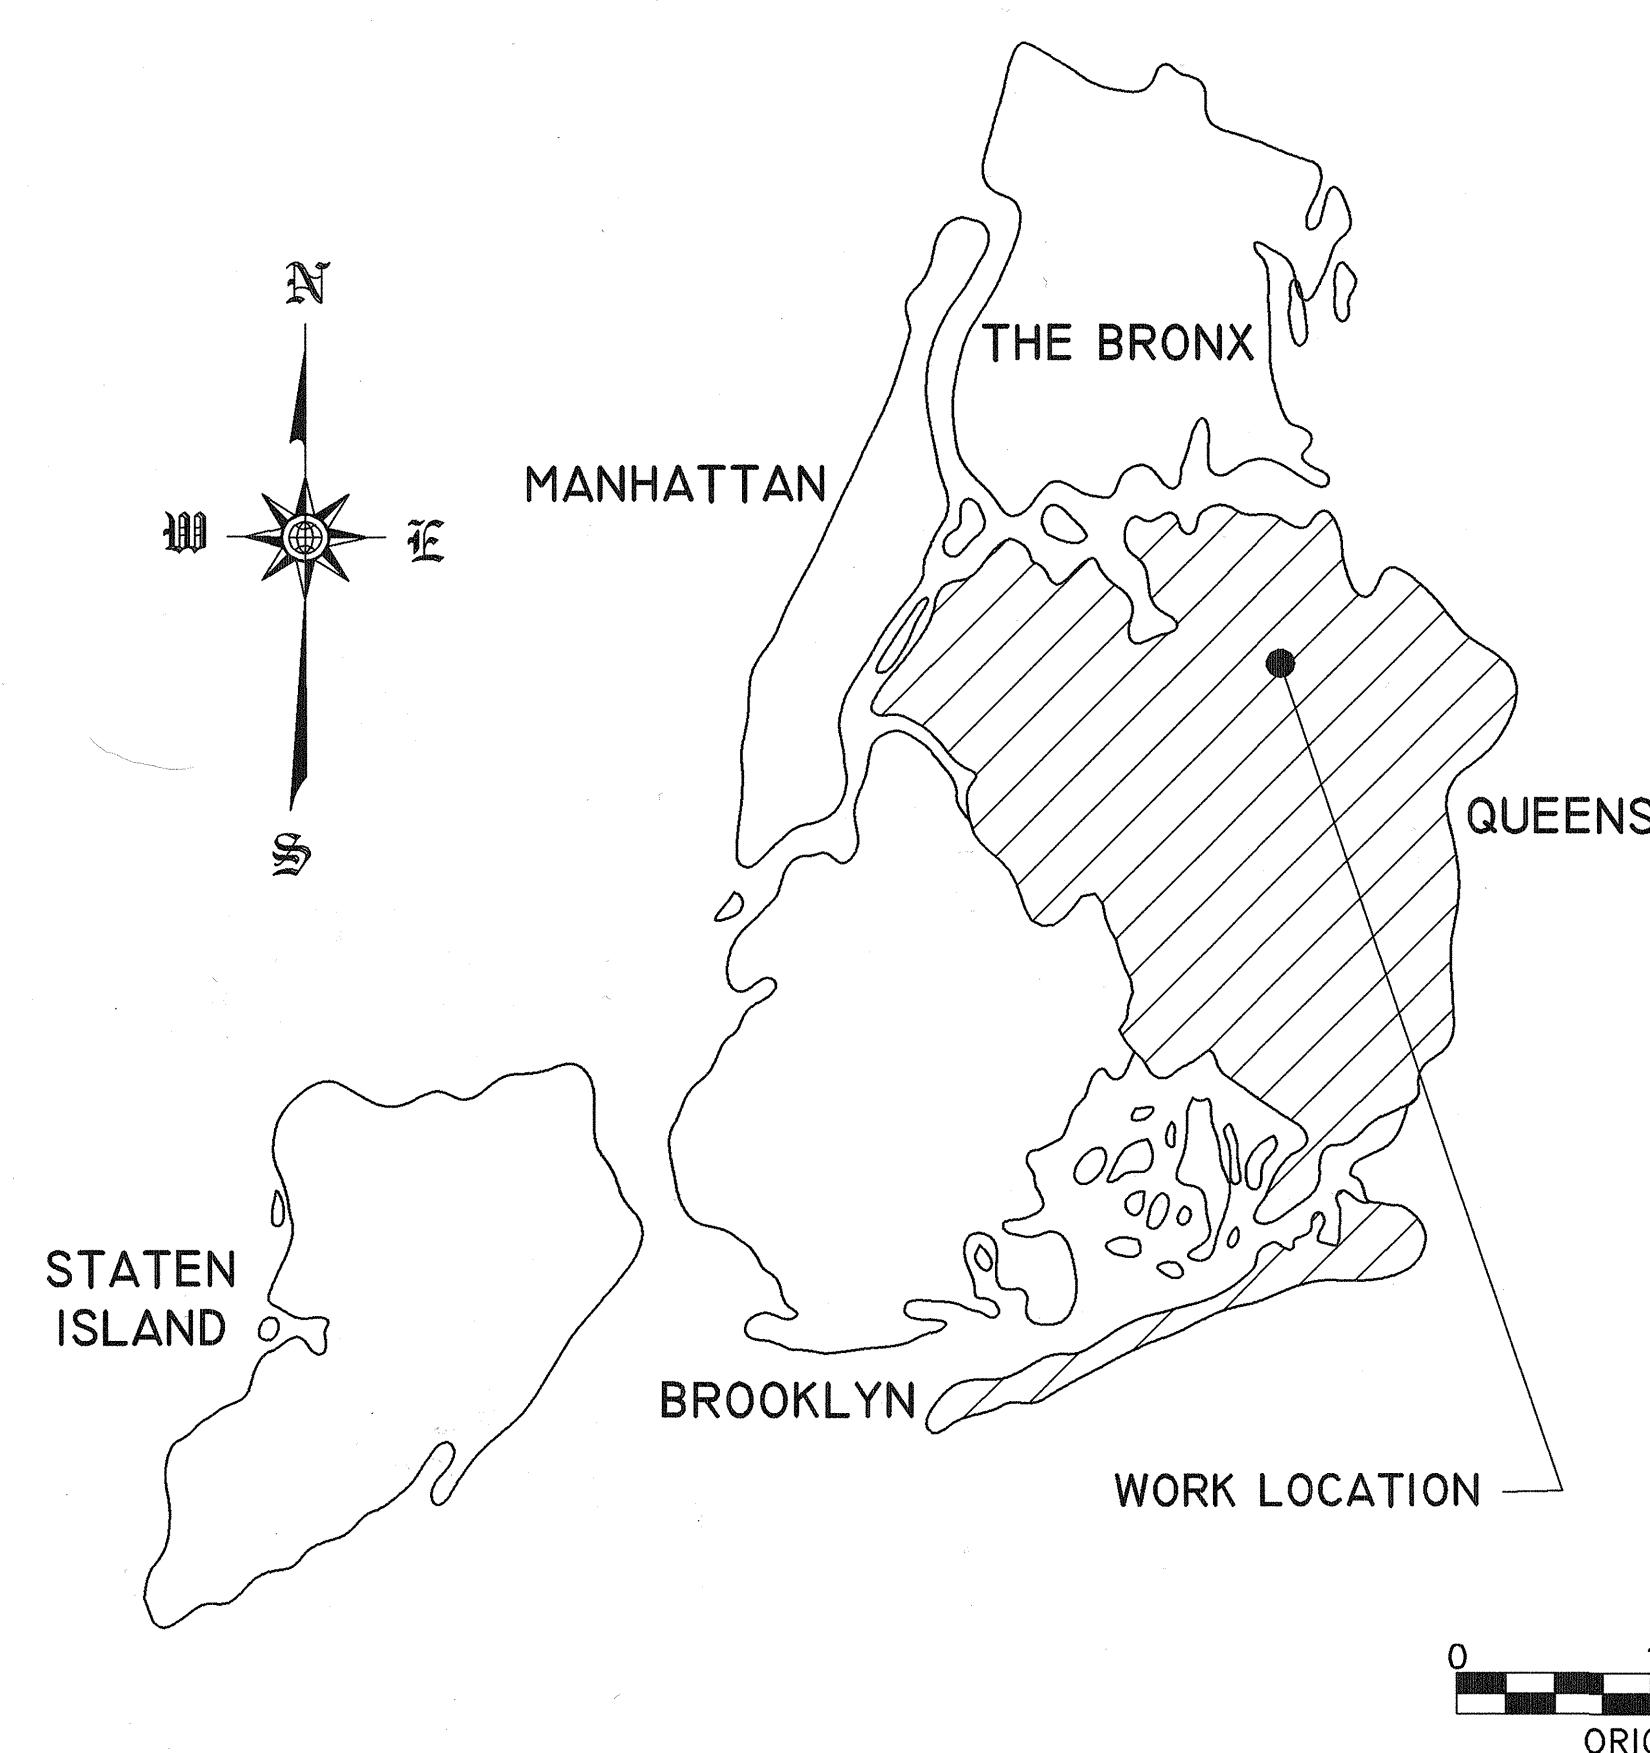 N
THE BRONX
MANHATTAN
W
E
QUEENS
S
STATEN
ISLAND
BROOKLYN
WORK LOCATION
0